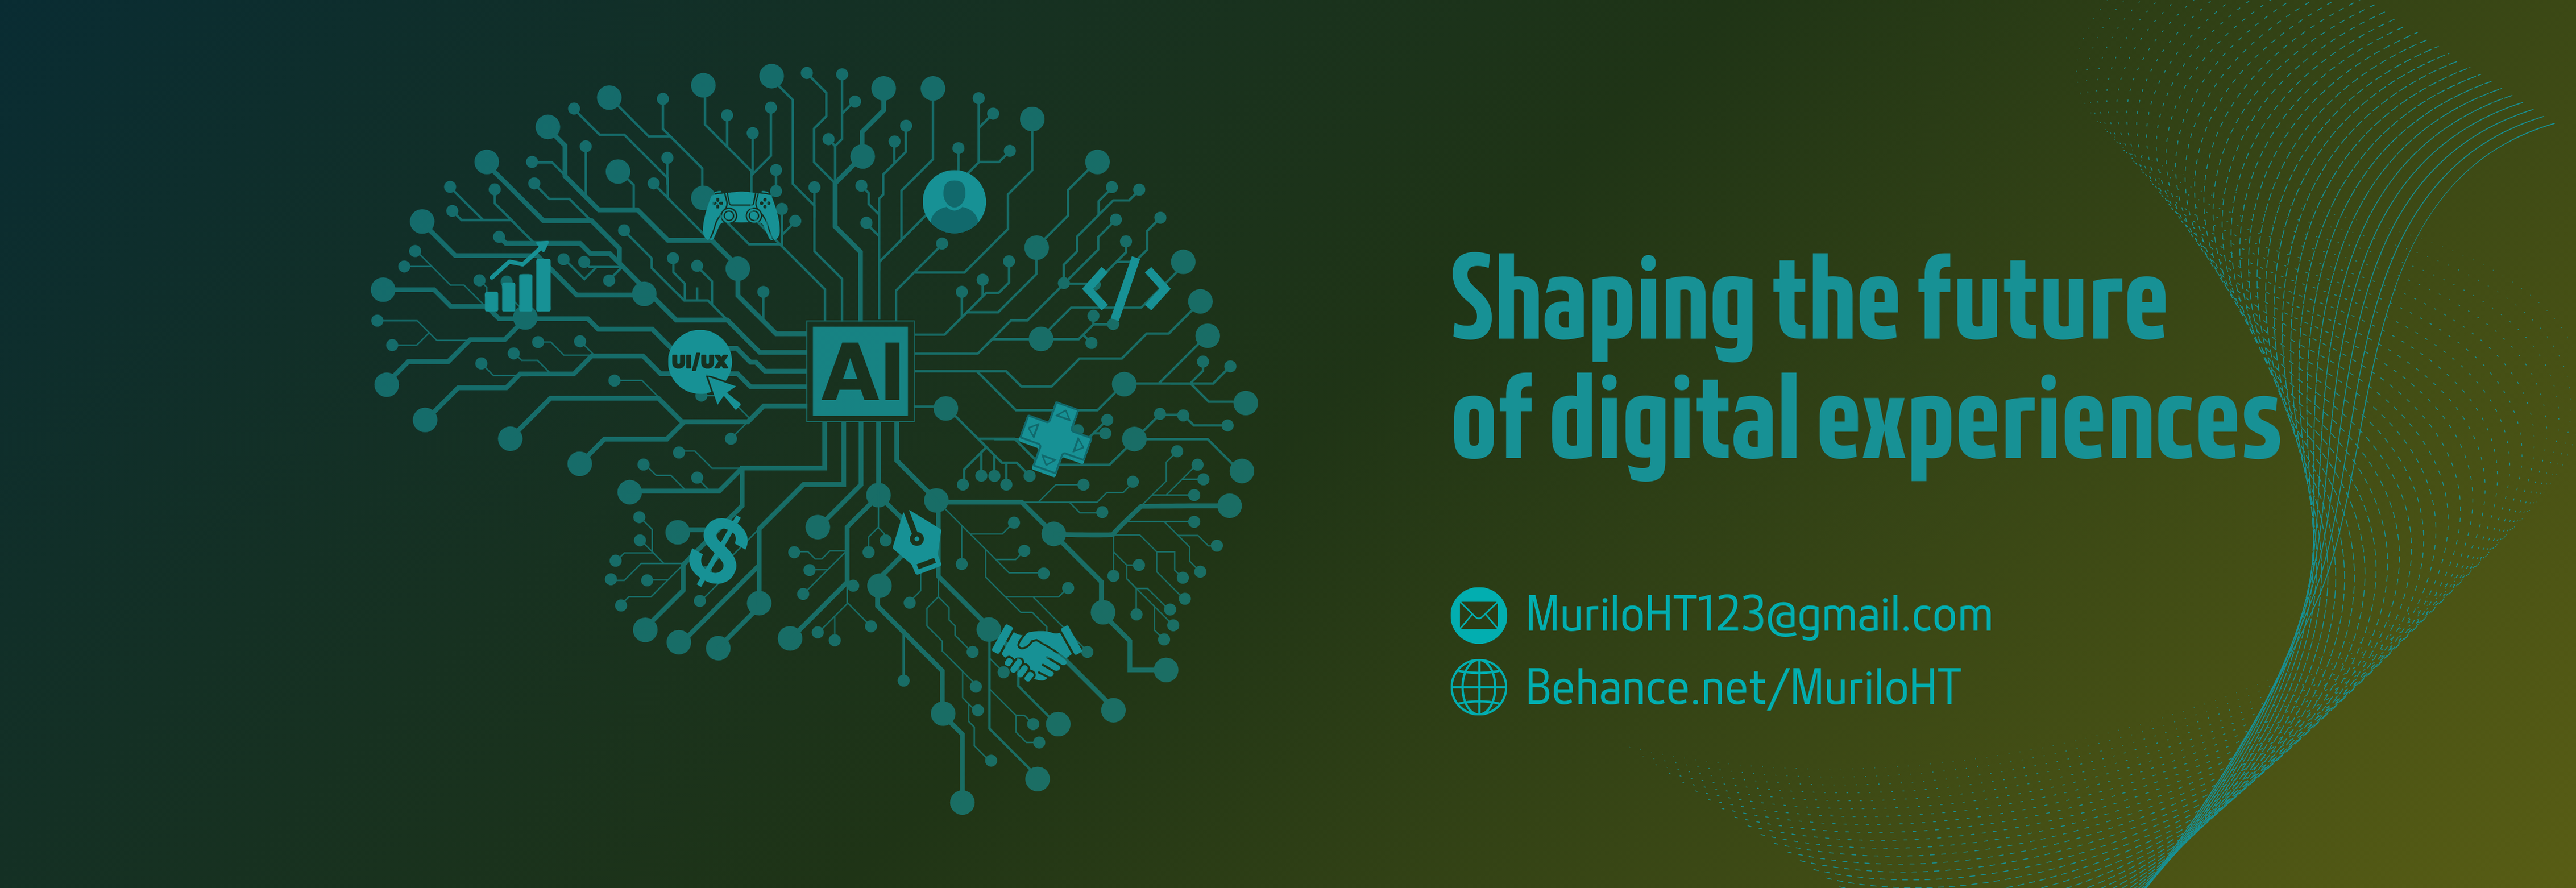 UI/UX
AI
Shaping the future
of digital experiences
MuriloHT123@gmail.com
Behance.net/MuriloHT